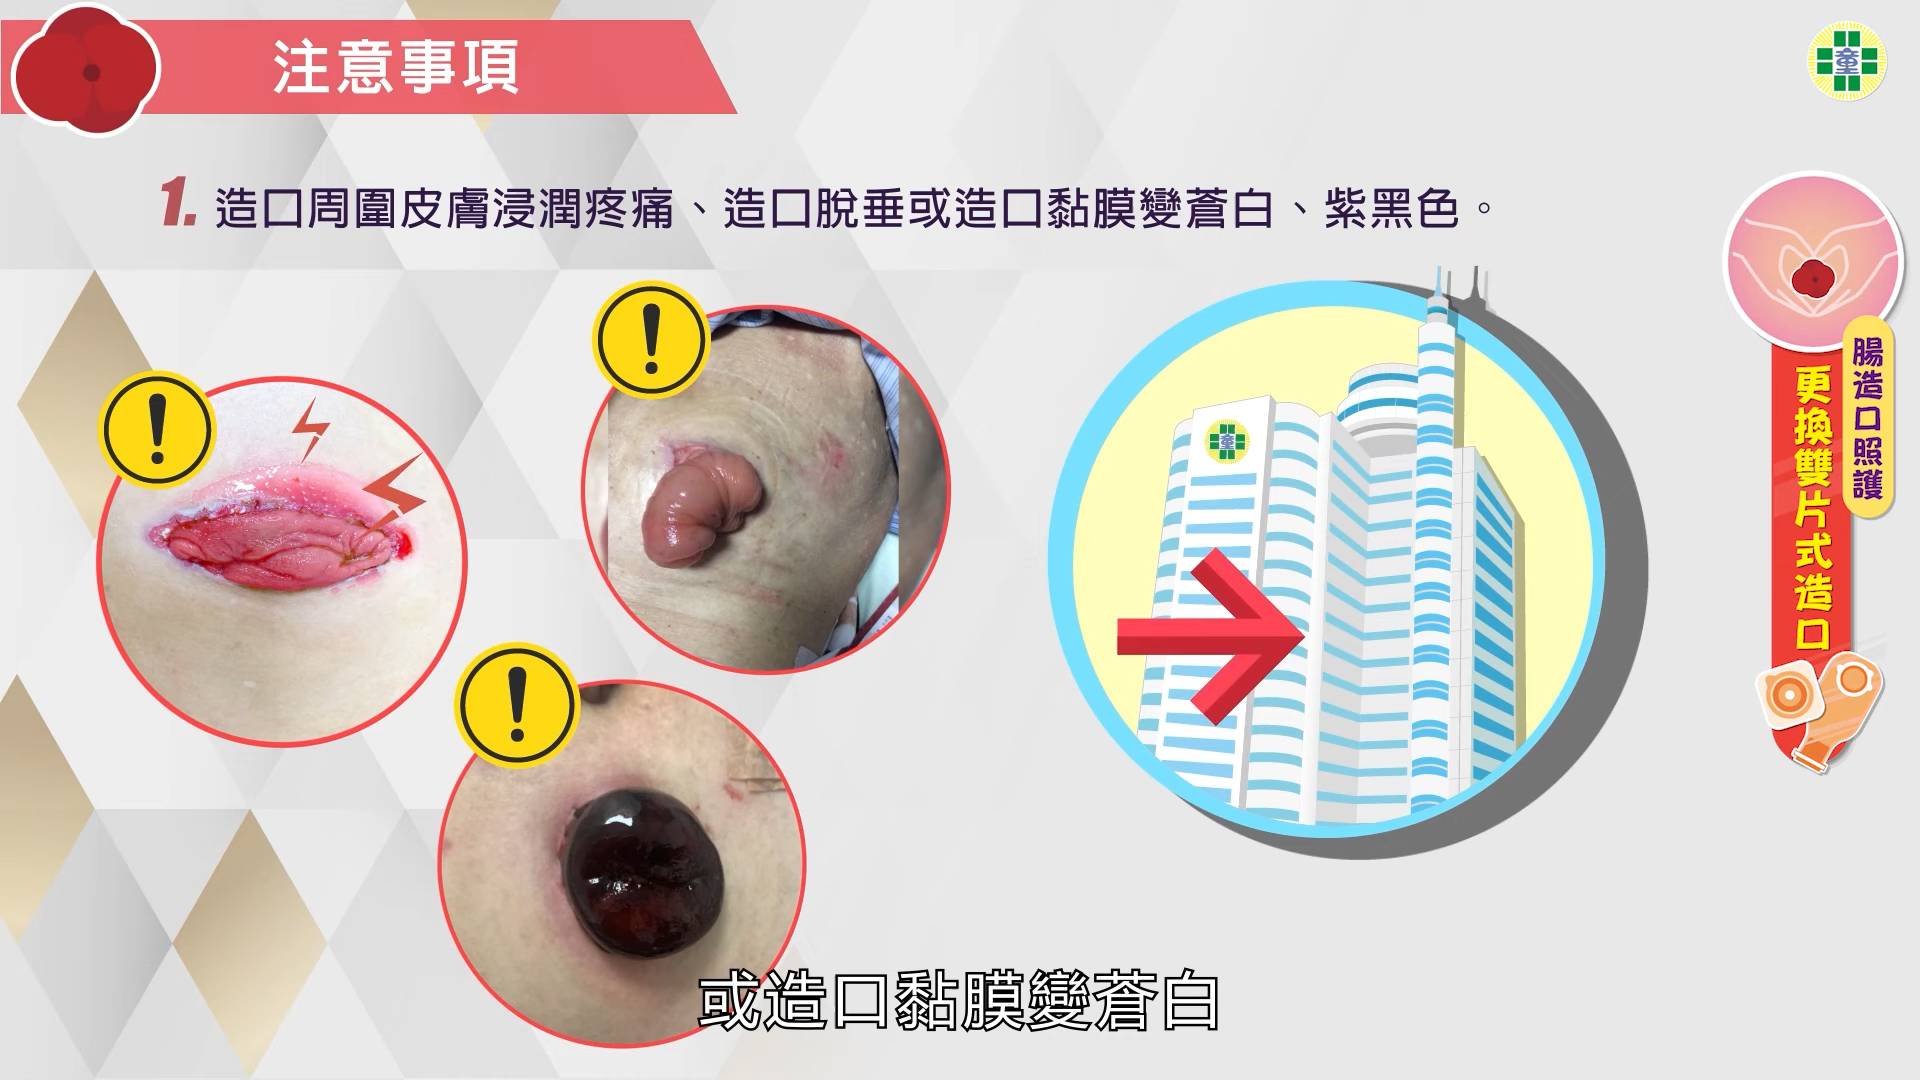 注意事項
童
1. 造口周圍皮膚浸潤疼痛、造口脫垂或造口黏膜變蒼白、紫黑色。
腸造口照護
更換雙片式造口
童
或造口黏膜變蒼白